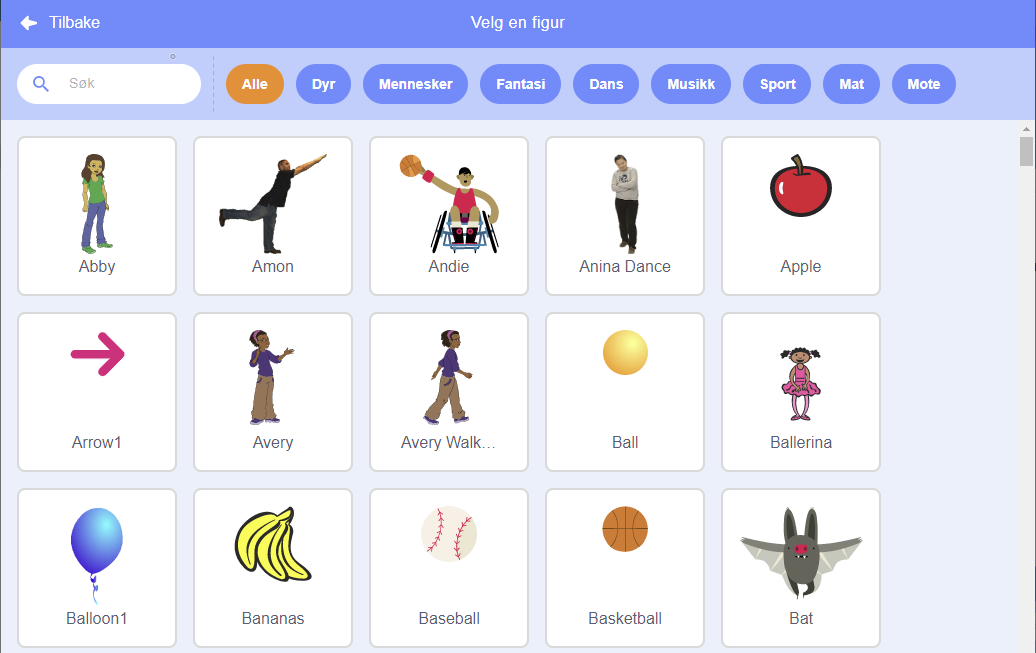 Tilbake
Velg en figur
Søk
Alle
Dyr
Mennesker
Fantasi
Dans
Musikk
Sport
Mat
Mote
Abby
Amon
Andie
Anina Dance
Apple
Arrow1
Avery
Avery Walk...
Ball
Ballerina
Balloon1
Bananas
Baseball
Basketball
Bat